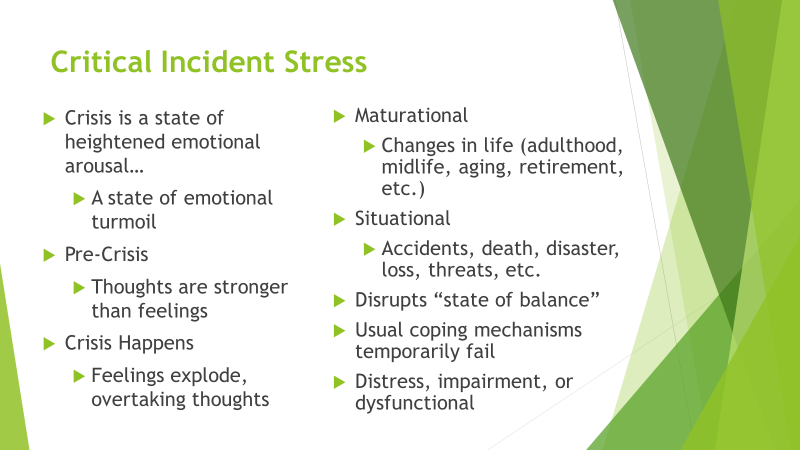 Critical Incident Stress
Crisis is a state of
heightened emotional
arousal…
A state of emotional
turmoil
Pre-Crisis
Thoughts are stronger
than feelings
Crisis Happens
Feelings explode,
overtaking thoughts
Maturational
Changes in life (adulthood,
midlife, aging, retirement,
etc.)
Situational
Accidents, death, disaster,
loss, threats, etc.
Disrupts “state of balance”
Usual coping mechanisms
temporarily fail
Distress, impairment, or
dysfunctional